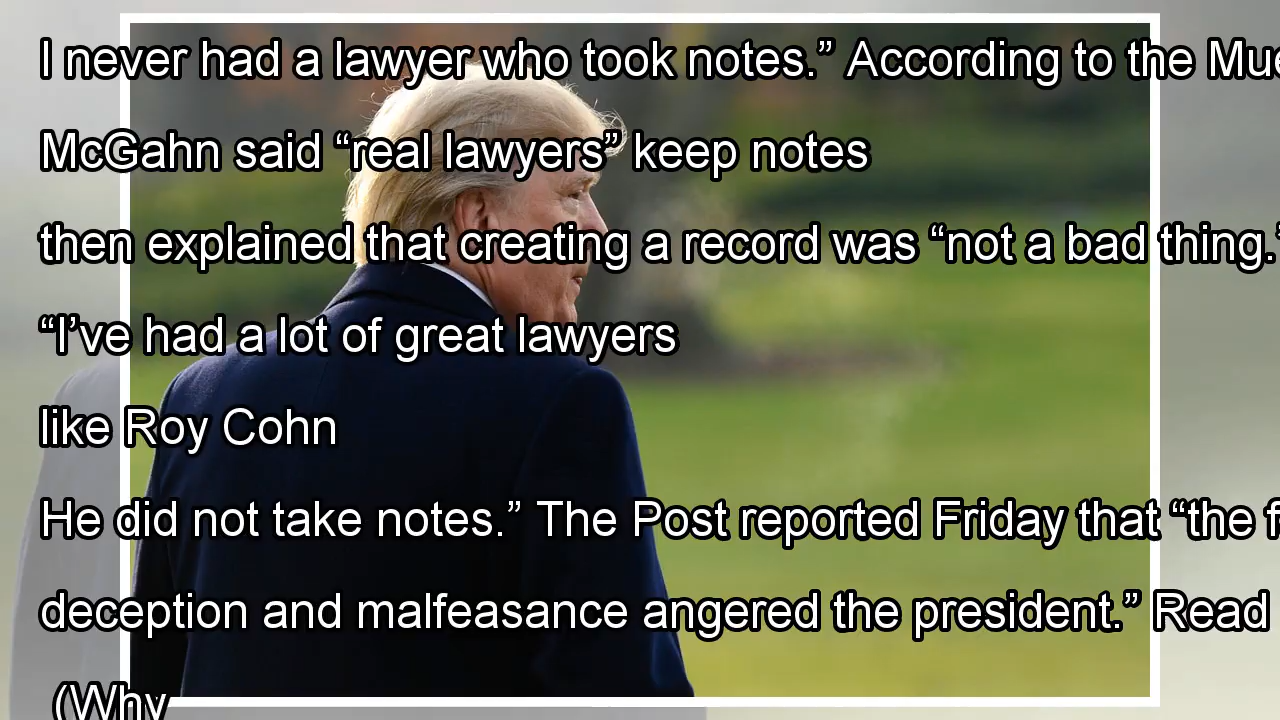 I never had a lawyer who took notes.” According to the
McGahn said “real lawyers” keep notes
then explained that creating a record was “not a bad thing.”
“I’ve had a lot of great lawyers
like Roy Cohn
He did not take notes.” The Post reported Friday that “the
deception and malfeasance angered the president.” Read
(Why